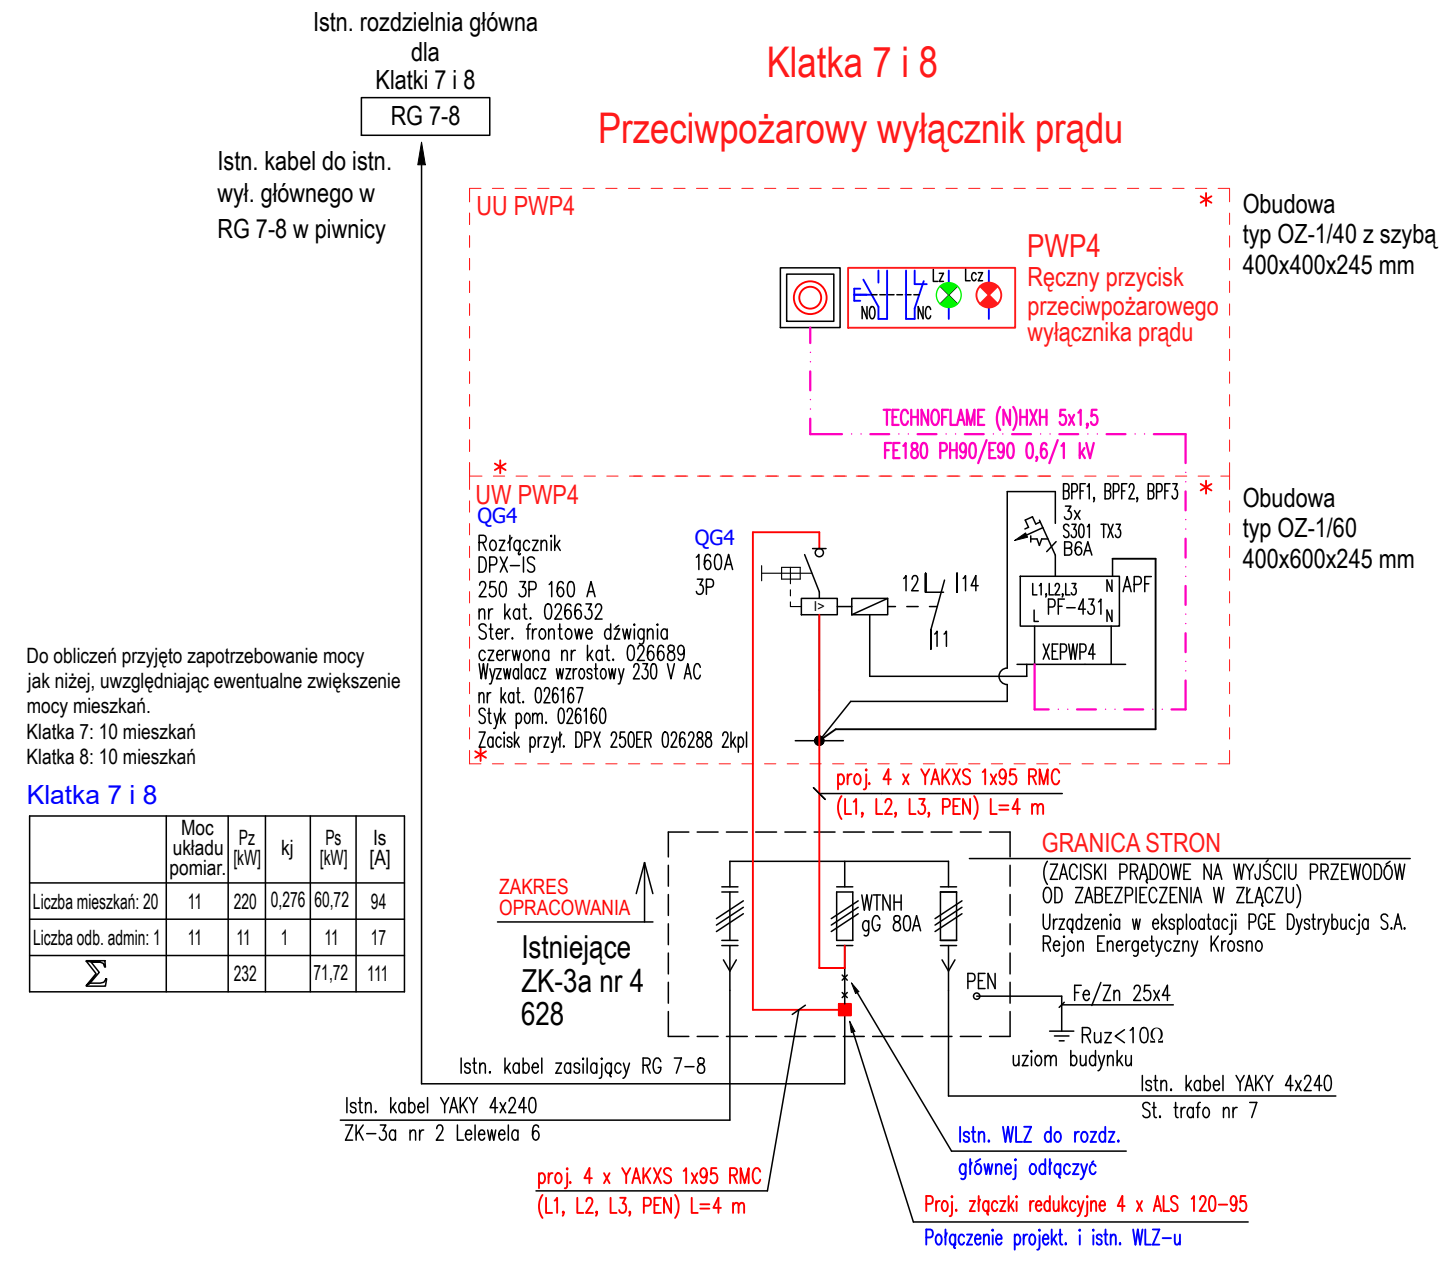 Istn. rozdzielnia główna
dla
Klatki 7 i 8
RG 7-8
Klatka 7 i 8
Przeciwpożarowy wyłącznik prądu
Istn. kabel do istn.
wył. głównego w
RG 7-8 w piwnicy
UU PWP4
*
Obudowa
typ OZ-1/40 z szybą
400x400x245 mm
PWP4
Ręczny przycisk
przeciwpożarowego
wyłącznika prądu
Lz
Lcz
NO
NC
TECHNOFLAME (N)HXH 5x1,5
FE180 PH90/E90 0,6/1 kV
*
UW PWP4
*
Obudowa
typ OZ-1/60
400x600x245 mm
QG4
Rozłącznik
DPX-IS
250 3P 160 A
nr kat. 026632
Ster. frontowe dźwignia
czerwona nr kat. 026689
Wyzwalacz wzrostowy 230 V AC
nr kat. 026167
Styk pom. 026160
Zacisk przył. DPX 250ER 026288 2kpl
*
QG4
160A
3P
I>
12
14
11
BPF1, BPF2, BPF3
3x
S301 TX3
B6A
L1,L2,L3
N
APF
PF-431
L
N
XEPWP4
Do obliczeń przyjęto zapotrzebowanie mocy
jak niżej, uwzględniając ewentualne zwiększenie
mocy mieszkań.
Klatka 7: 10 mieszkań
Klatka 8: 10 mieszkań
Klatka 7 i 8
Moc układu pomiar. Pz [kW] kj Ps [kW] Is [A]
Liczba mieszkań: 20 11 220 0,276 60,72 94
Liczba odb. admin: 1 11 11 1 11 17
Σ 232 71,72 111
proj. 4 x YAKXS 1x95 RMC
(L1, L2, L3, PEN) L=4 m
GRANICA STRON
(ZACISKI PRĄDOWE NA WYJŚCIU PRZEWODÓW
OD ZABEZPIECZENIA W ZŁĄCZU)
Urządzenia w eksploatacji PGE Dystrybucja S.A.
Rejon Energetyczny Krosno
ZAKRES
OPRACOWANIA
Istniejące
ZK-3a nr 4
628
WTNH
gG 80A
PEN
Fe/Zn 25x4
Ruz<10Ω
uziom budynku
Istn. kabel zasilający RG 7-8
Istn. kabel YAKY 4x240
ZK-3a nr 2 Lelewela 6
Istn. kabel YAKY 4x240
St. trafo nr 7
Istn. WLZ do rozdz.
głównej odłączyć
proj. 4 x YAKXS 1x95 RMC
(L1, L2, L3, PEN) L=4 m
Proj. złączki redukcyjne 4 x ALS 120-95
Połączenie projekt. i istn. WLZ-u